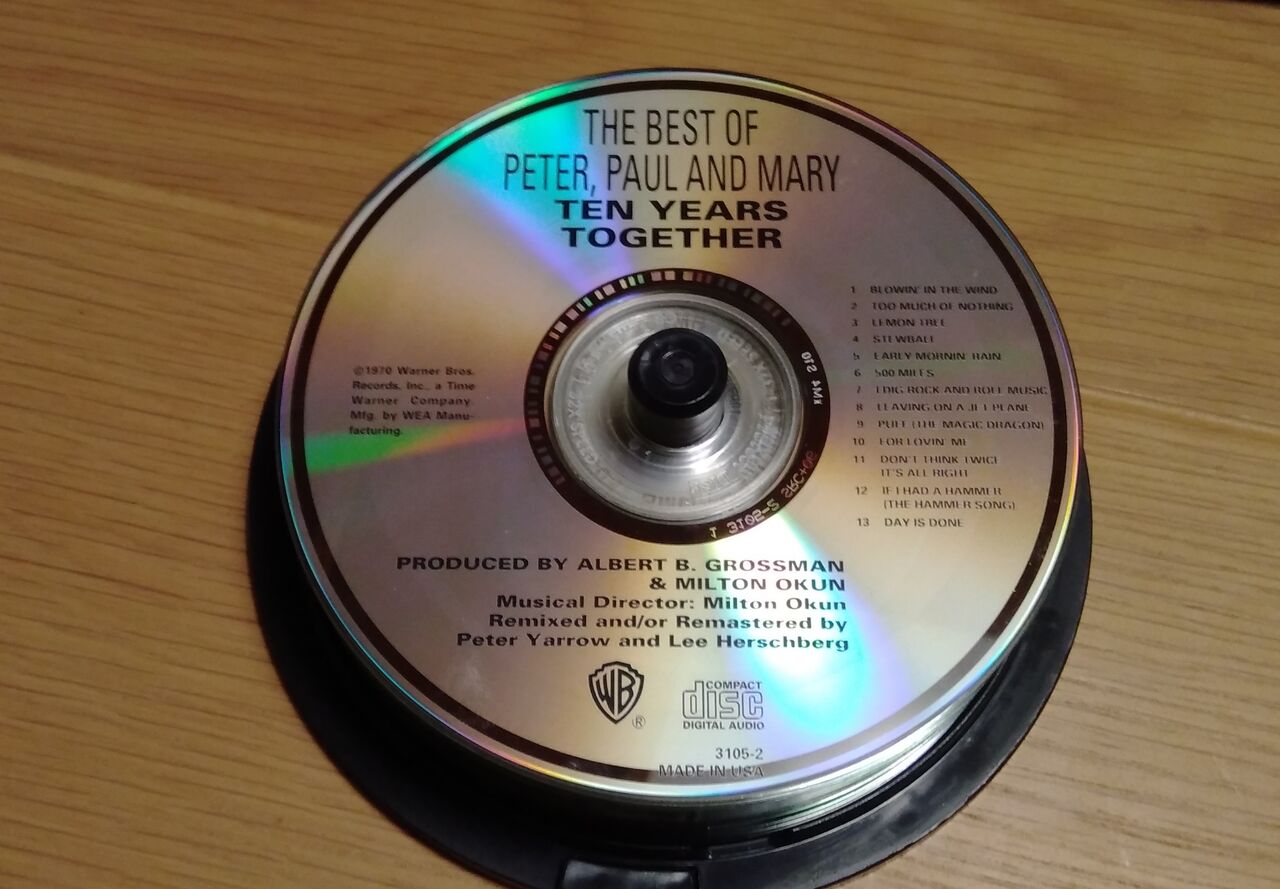 THE BEST OF
PETER, PAUL AND MARY
TEN YEARS
TOGETHER
1 BLOWIN' IN THE WIND
2 TOO MUCH OF NOTHING
3 LEMON TREE
4 STEWBALL
5 EARLY MORNIN' RAIN
6 500 MILES
7 I DIG ROCK AND ROLL MUSIC
8 LEAVING ON A JET PLANE
9 PUFF (THE MAGIC DRAGON)
10 FOR LOVIN' ME
11 DON'T THINK TWICE
IT'S ALL RIGHT
12 IF I HAD A HAMMER
(THE HAMMER SONG)
13 DAY IS DONE
©1970 Warner Bros.
Records, Inc., a Time
Warner Company.
Mfg. by WEA Manu-
facturing.
1 3105-2 SRC+06
PRODUCED BY ALBERT B. GROSSMAN
& MILTON OKUN
Musical Director: Milton Okun
Remixed and/or Remastered by
Peter Yarrow and Lee Herschberg
WB ®
COMPACT
disc
DIGITAL AUDIO
3105-2
MADE IN USA